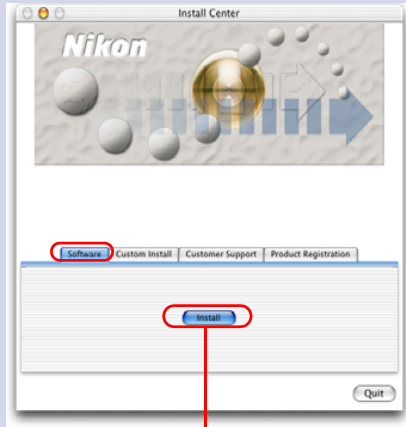 Install Center
Nikon
Software Custom Install Customer Support Product Registration
Install
Quit